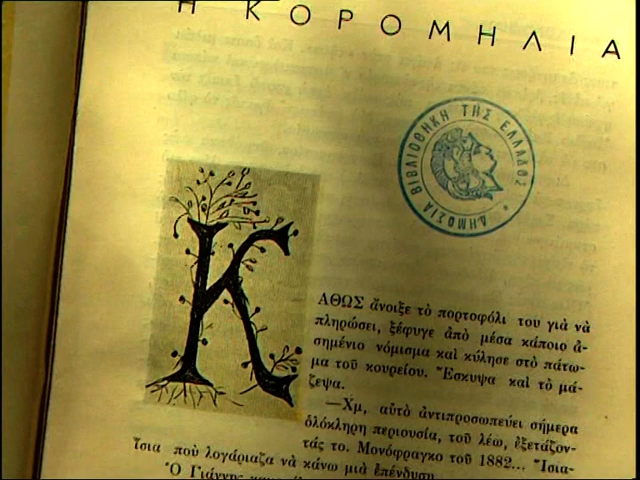 Η ΚΟΡΟΜΗΛΙΑ
ΔΗΜΟΣΙΑ ΒΙΒΛΙΟΘΗΚΗ ΤΗΣ ΕΛΛΑΔΟΣ
ΚΑΘΩΣ ἄνοιξε τὸ πορτοφόλι του γιὰ νὰ
πληρώσει, ξέφυγε ἀπὸ μέσα κάποιο ἀ-
σημένιο νόμισμα καὶ κύλησε στὸ πάτω-
μα τοῦ κουρείου. Ἔσκυψα καὶ τὸ μά-
ζεψα.
—Χμ, αὐτὸ ἀντιπροσωπεύει σήμερα
ὁλόκληρη περιουσία, τοῦ λέω, ἐξετάζον-
τάς το. Μονόφραγκο τοῦ 1882... Ἴσια-
ἴσια ποὺ λογάριαζα νὰ κάνω μιὰ ἐπένδυση
Ὁ Γιάννης